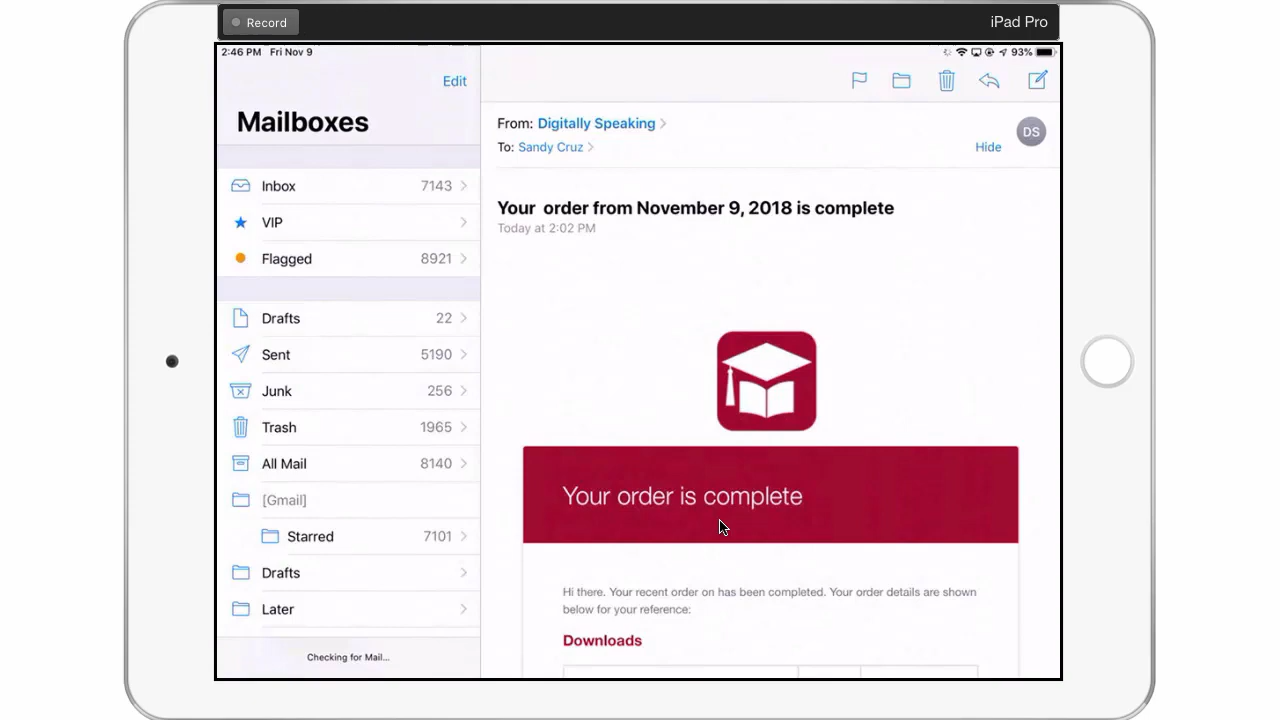 Record
iPad Pro
2:46 PM Fri Nov 9
93%
Edit
Mailboxes
Inbox 7143
VIP
Flagged 8921
Drafts 22
Sent 5190
Junk 256
Trash 1965
All Mail 8140
[Gmail]
Starred 7101
Drafts
Later
Checking for Mail...
From: Digitally Speaking
To: Sandy Cruz
Hide
DS
Your order from November 9, 2018 is complete
Today at 2:02 PM
Your order is complete
Hi there. Your recent order on has been completed. Your order details are shown
below for your reference:
Downloads